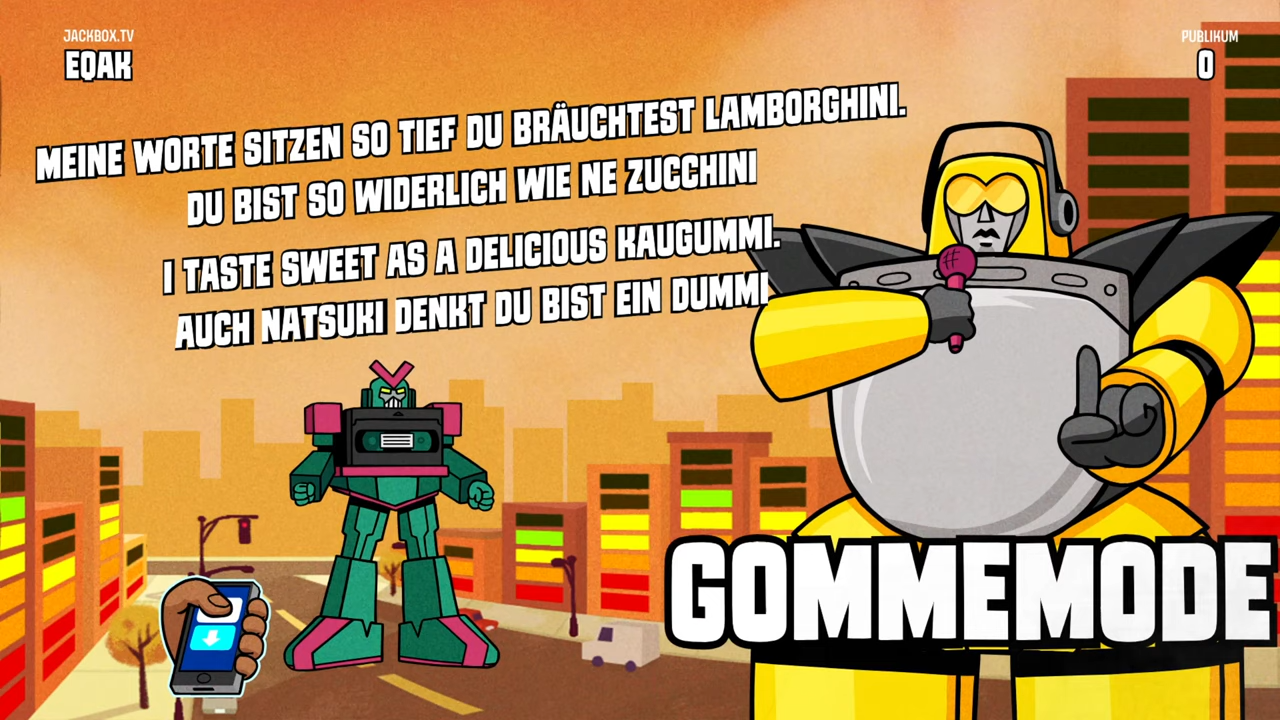 JACKBOX.TV
EQAK
PUBLIKUM
0
MEINE WORTE SITZEN SO TIEF DU BRÄUCHTEST LAMBORGHINI.
DU BIST SO WIDERLICH WIE NE ZUCCHINI
I TASTE SWEET AS A DELICIOUS KAUGUMMI.
AUCH NATSUKI DENKT DU BIST EIN DUMMI
GOMMEMODE